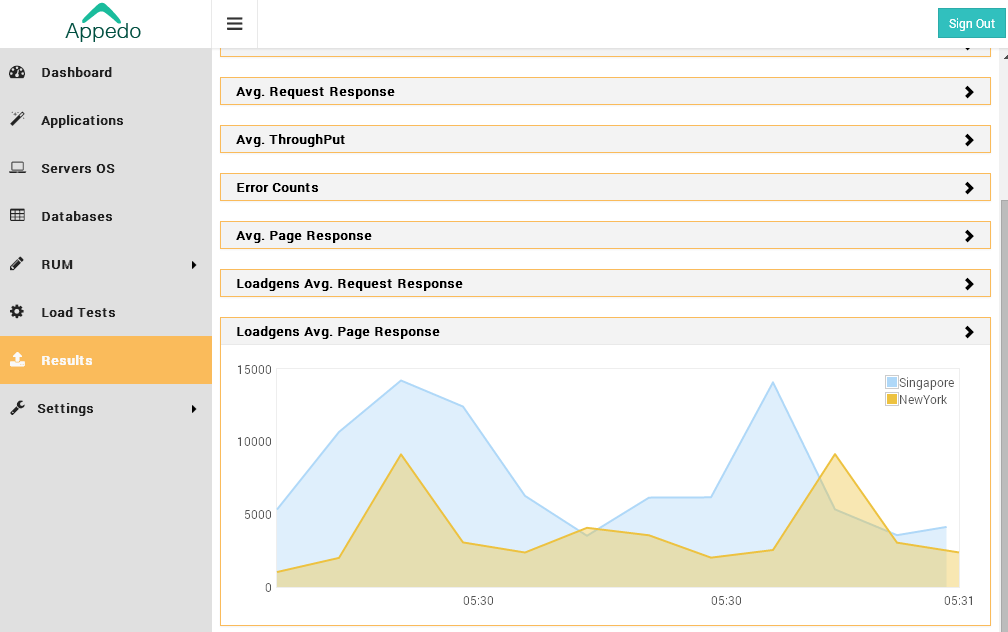 Appedo
Sign Out
Dashboard
Applications
Servers OS
Databases
RUM
Load Tests
Results
Settings
Avg. Request Response
Avg. ThroughPut
Error Counts
Avg. Page Response
Loadgens Avg. Request Response
Loadgens Avg. Page Response
15000
10000
5000
0
Singapore
NewYork
05:30 05:30 05:31